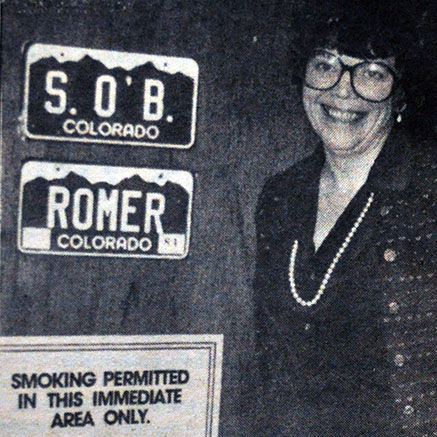 S. O' B.
COLORADO
ROMER
COLORADO
SMOKING PERMITTED
IN THIS IMMEDIATE
AREA ONLY.